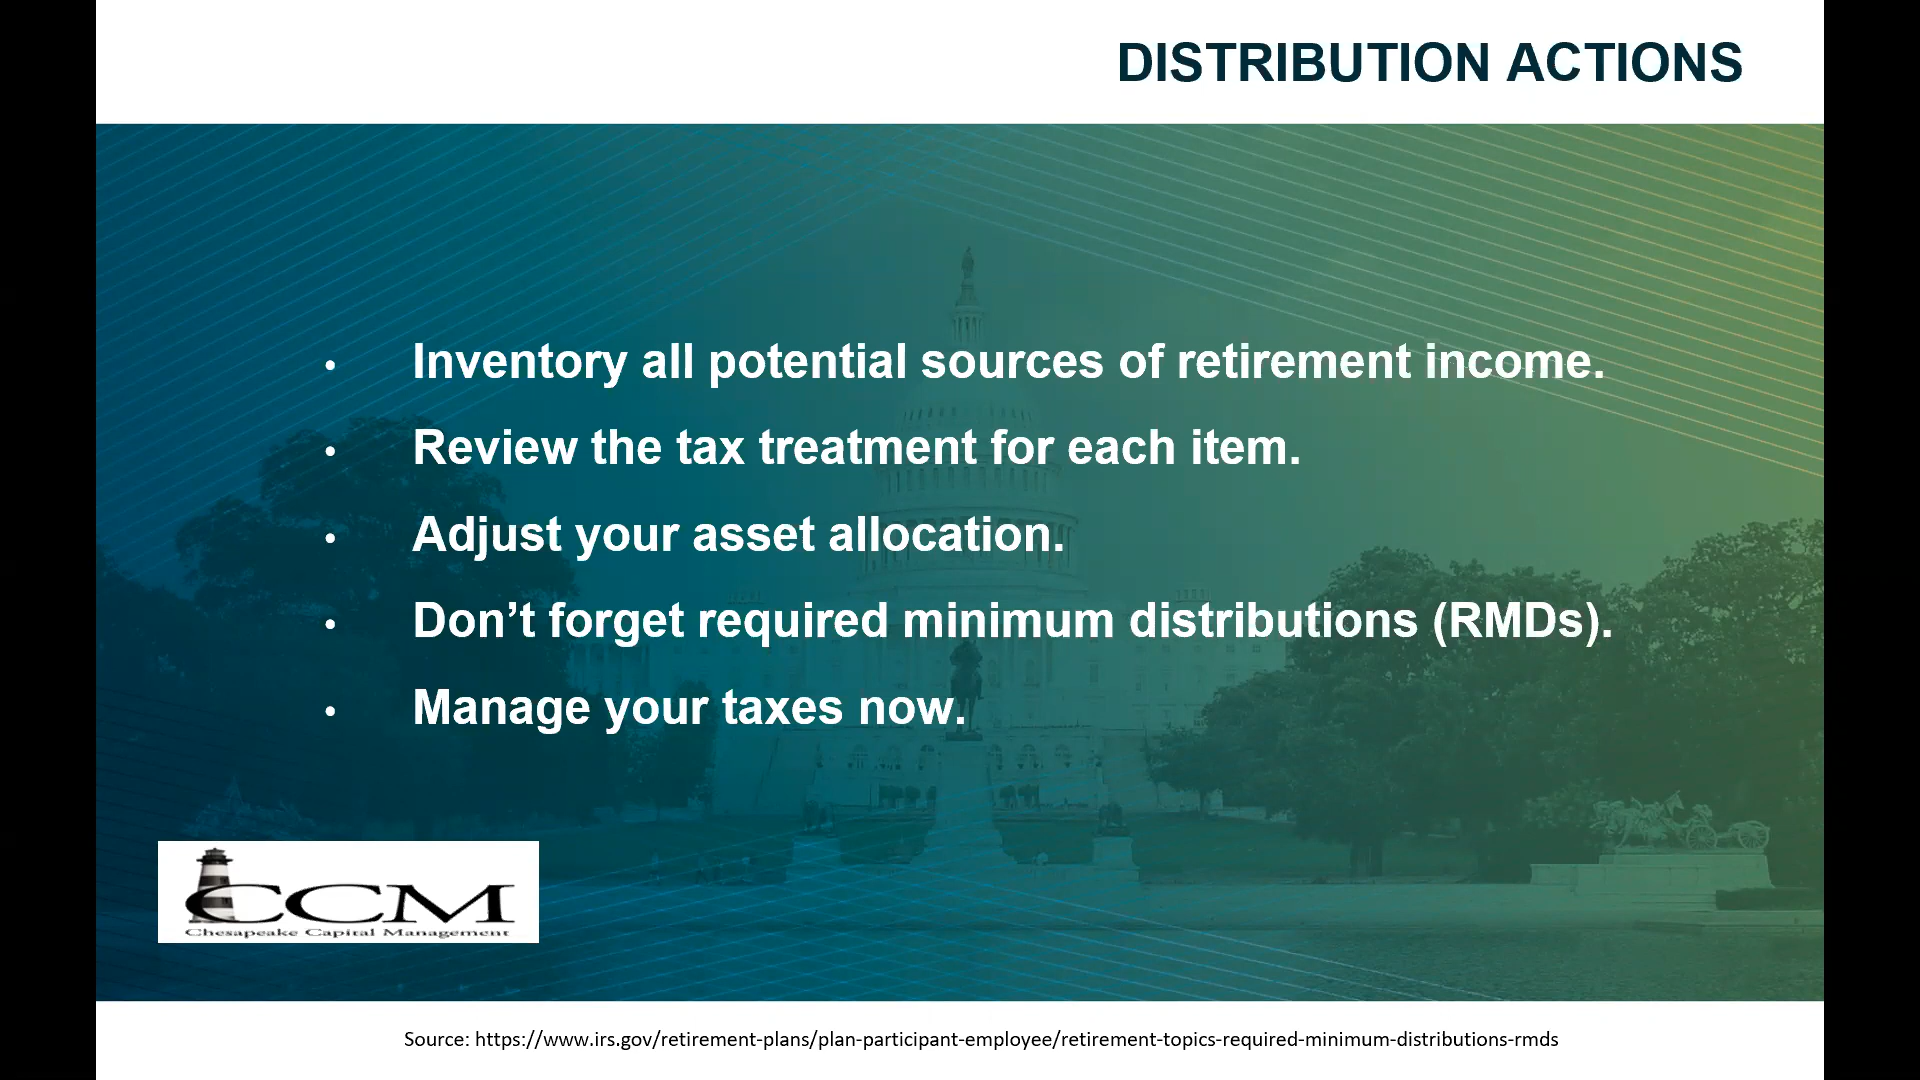 DISTRIBUTION ACTIONS
• Inventory all potential sources of retirement income.
• Review the tax treatment for each item.
• Adjust your asset allocation.
• Don’t forget required minimum distributions (RMDs).
• Manage your taxes now.
CCM
Chesapeake Capital Management
Source: https://www.irs.gov/retirement-plans/plan-participant-employee/retirement-topics-required-minimum-distributions-rmds